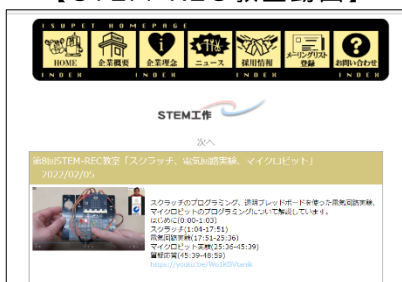 ISUPET HOMEPAGE
HOME 企業概要 企業理念 ニュース 採用情報 メーリングリスト登録 お問い合わせ
INDEX INDEX INDEX INDEX
STEM工作
次へ
第8回STEM-REC教室「スクラッチ、電気回路実験、マイクロビット」
2022/02/05
スクラッチのプログラミング、透明ブレッドボードを使った電気回路実験、
マイクロビットのプログラミングについて解説しています。
はじめに(0:00-1:03)
スクラッチ(1:04-17:51)
電気回路実験(17:51-25:36)
マイクロビット実験(25:36-45:39)
質疑応答(45:39-48:59)